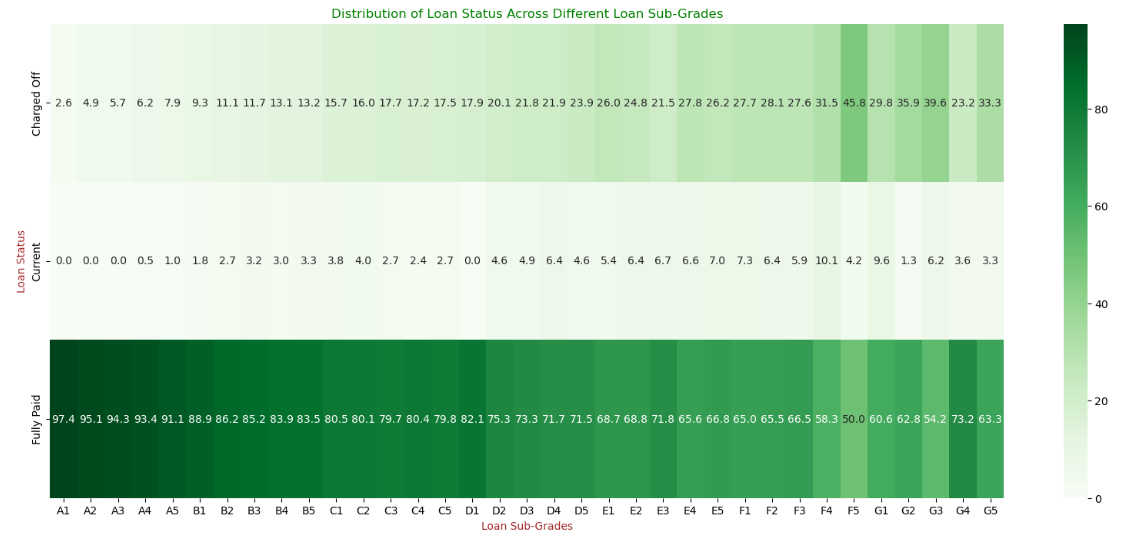 Distribution of Loan Status Across Different Loan Sub-Grades
Loan Status
Charged Off
2.6 4.9 5.7 6.2 7.9 9.3 11.1 11.7 13.1 13.2 15.7 16.0 17.7 17.2 17.5 17.9 20.1 21.8 21.9 23.9 26.0 24.8 21.5 27.8 26.2 27.7 28.1 27.6 31.5 45.8 29.8 35.9 39.6 23.2 33.3
Current
0.0 0.0 0.0 0.5 1.0 1.8 2.7 3.2 3.0 3.3 3.8 4.0 2.7 2.4 2.7 0.0 4.6 4.9 6.4 4.6 5.4 6.4 6.7 6.6 7.0 7.3 6.4 5.9 10.1 4.2 9.6 1.3 6.2 3.6 3.3
Fully Paid
97.4 95.1 94.3 93.4 91.1 88.9 86.2 85.2 83.9 83.5 80.5 80.1 79.7 80.4 79.8 82.1 75.3 73.3 71.7 71.5 68.7 68.8 71.8 65.6 66.8 65.0 65.5 66.5 58.3 50.0 60.6 62.8 54.2 73.2 63.3
A1 A2 A3 A4 A5 B1 B2 B3 B4 B5 C1 C2 C3 C4 C5 D1 D2 D3 D4 D5 E1 E2 E3 E4 E5 F1 F2 F3 F4 F5 G1 G2 G3 G4 G5
Loan Sub-Grades
80
60
40
20
0